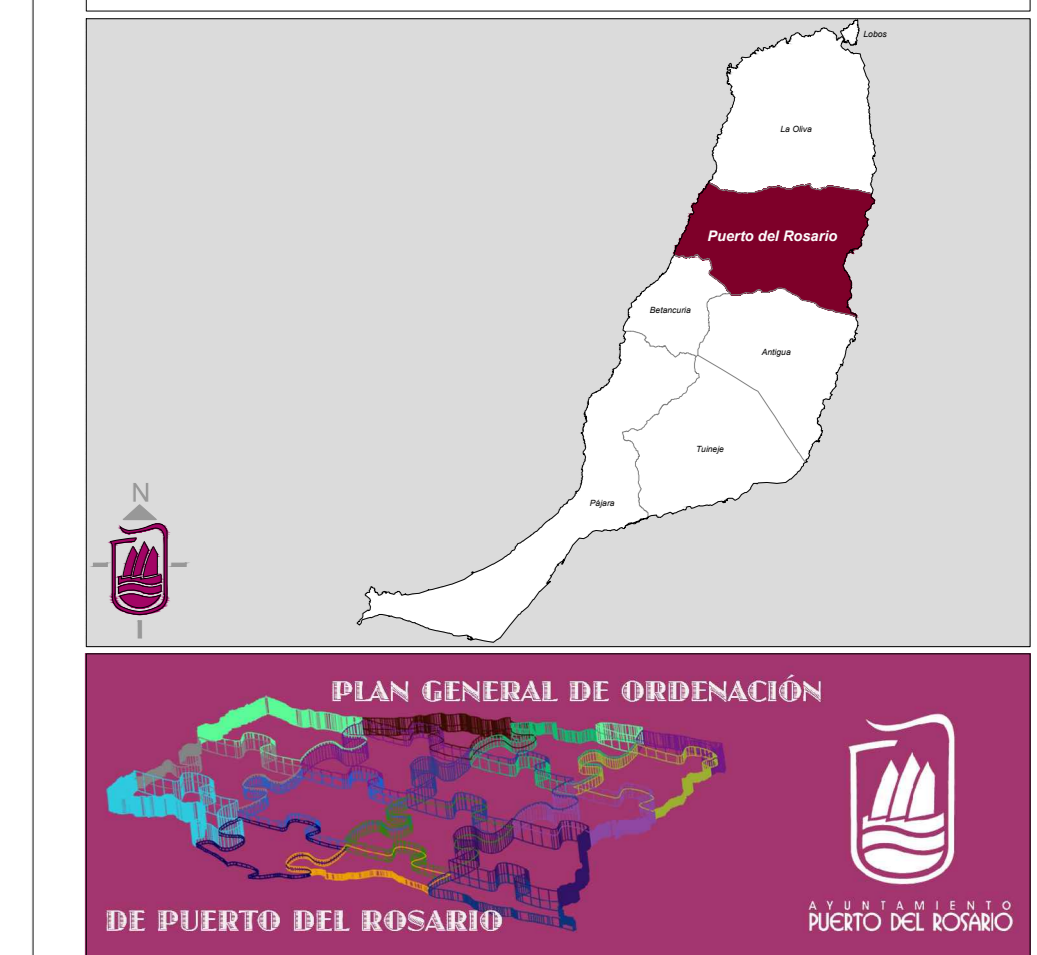 Lobos
La Oliva
Puerto del Rosario
Betancuria
Antigua
Tuineje
Pájara
N
PLAN GENERAL DE ORDENACIÓN
DE PUERTO DEL ROSARIO
AYUNTAMIENTO
PUERTO DEL ROSARIO